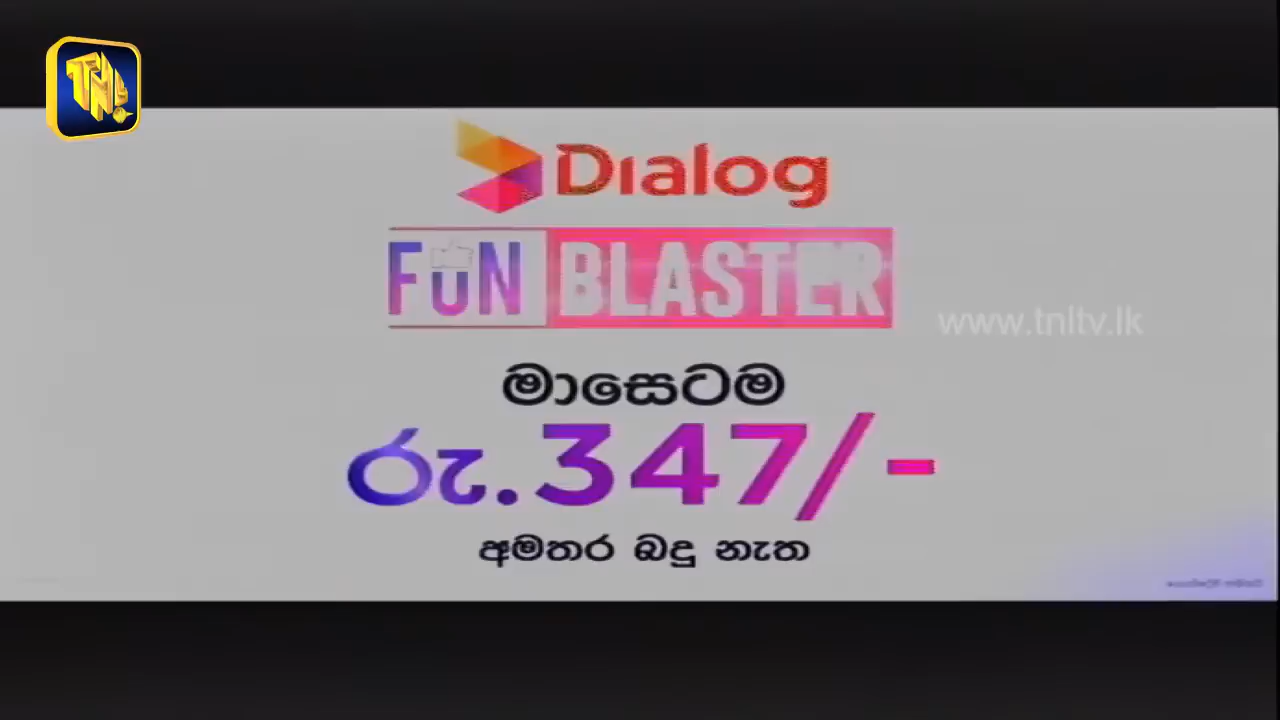 TNL
Dialog
FUN BLASTER
www.tnltv.lk
මාසෙටම
රු.347/-
අමතර බදු නැත